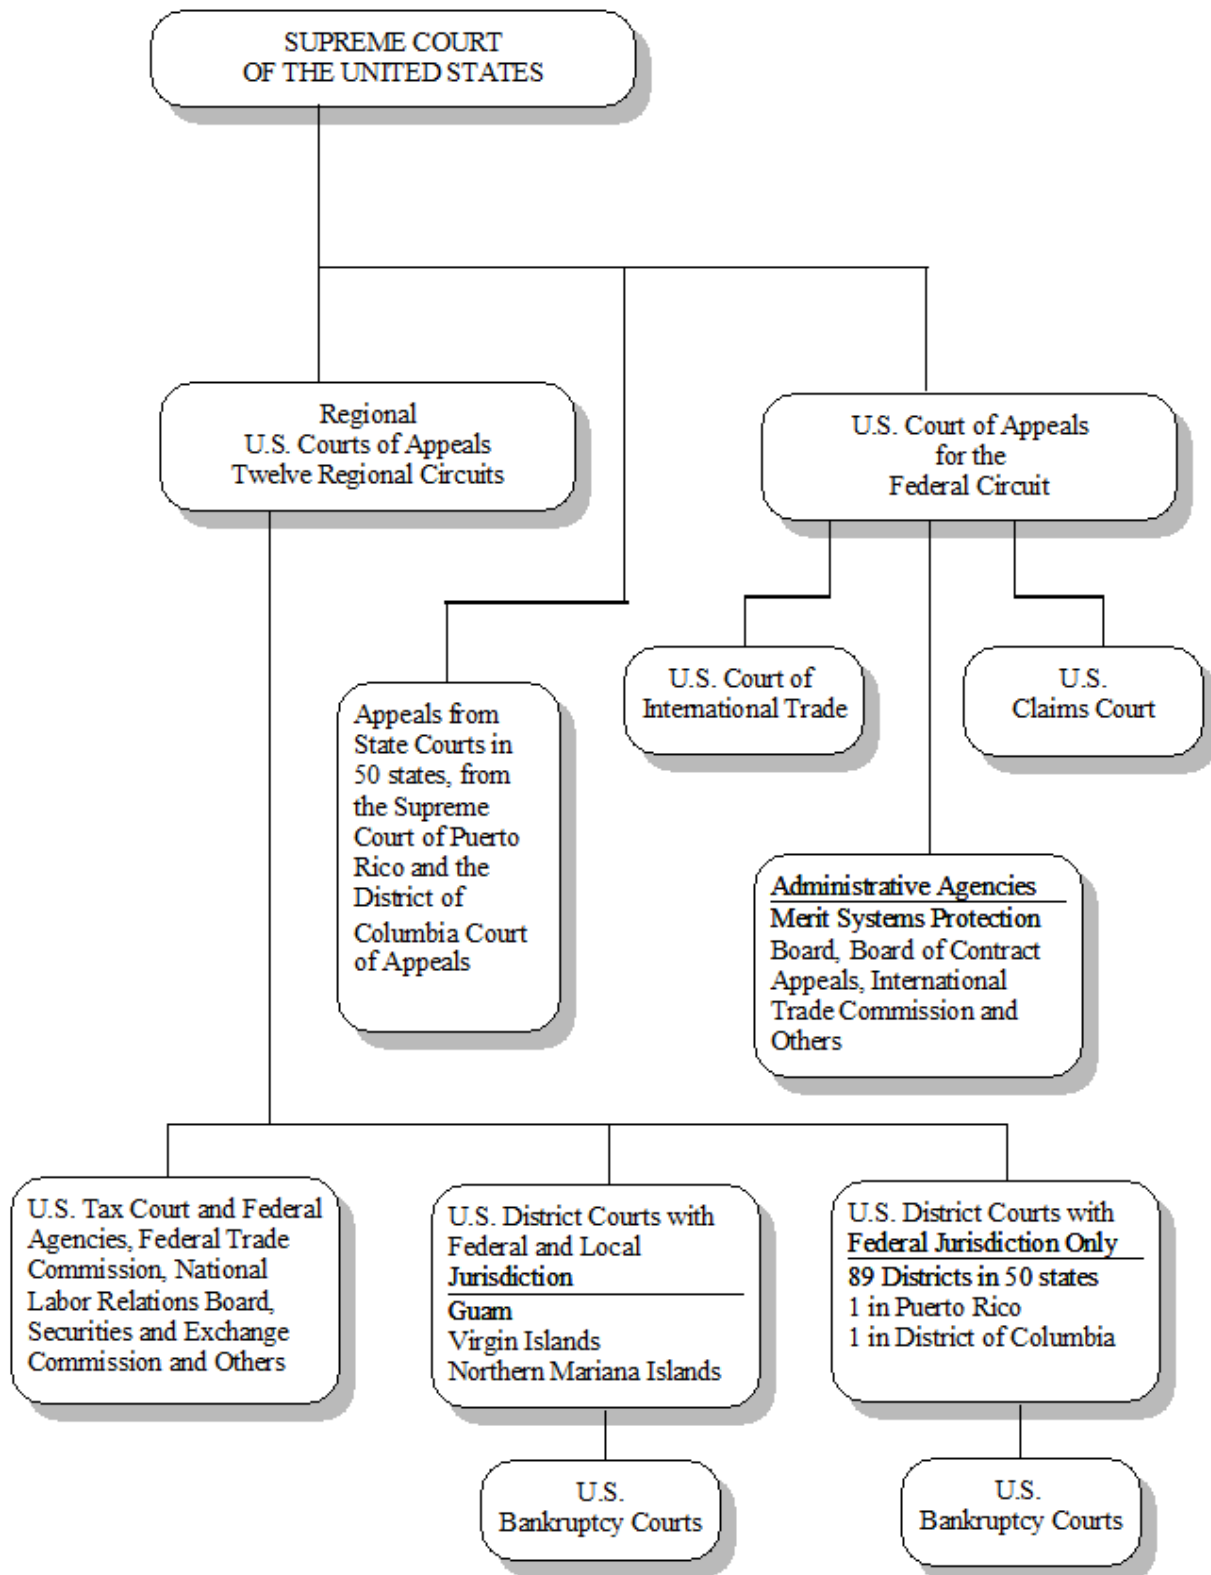 SUPREME COURT
OF THE UNITED STATES
Regional
U.S. Courts of Appeals
Twelve Regional Circuits
U.S. Court of Appeals
for the
Federal Circuit
U.S. Court of
International Trade
U.S.
Claims Court
Appeals from
State Courts in
50 states, from
the Supreme
Court of Puerto
Rico and the
District of
Columbia Court
of Appeals
Administrative Agencies
Merit Systems Protection
Board, Board of Contract
Appeals, International
Trade Commission and
Others
U.S. Tax Court and Federal
Agencies, Federal Trade
Commission, National
Labor Relations Board,
Securities and Exchange
Commission and Others
U.S. District Courts with
Federal and Local
Jurisdiction
Guam
Virgin Islands
Northern Mariana Islands
U.S. District Courts with
Federal Jurisdiction Only
89 Districts in 50 states
1 in Puerto Rico
1 in District of Columbia
U.S.
Bankruptcy Courts
U.S.
Bankruptcy Courts